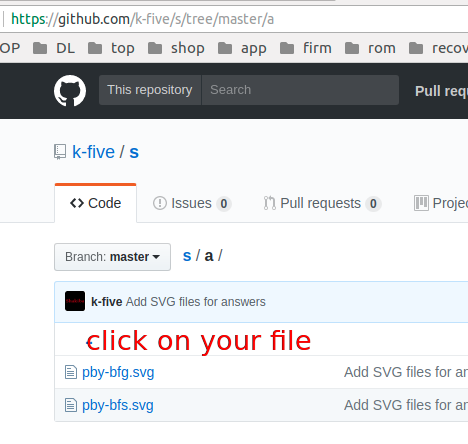 https://github.com/k-five/s/tree/master/a
OP DL top shop app firm rom recov
This repository Search Pull requ
k-five / s
Code Issues 0 Pull requests 0 Projec
Branch: master s / a /
k-five Add SVG files for answers
click on your file
pby-bfg.svg Add SVG files for an
pby-bfs.svg Add SVG files for an